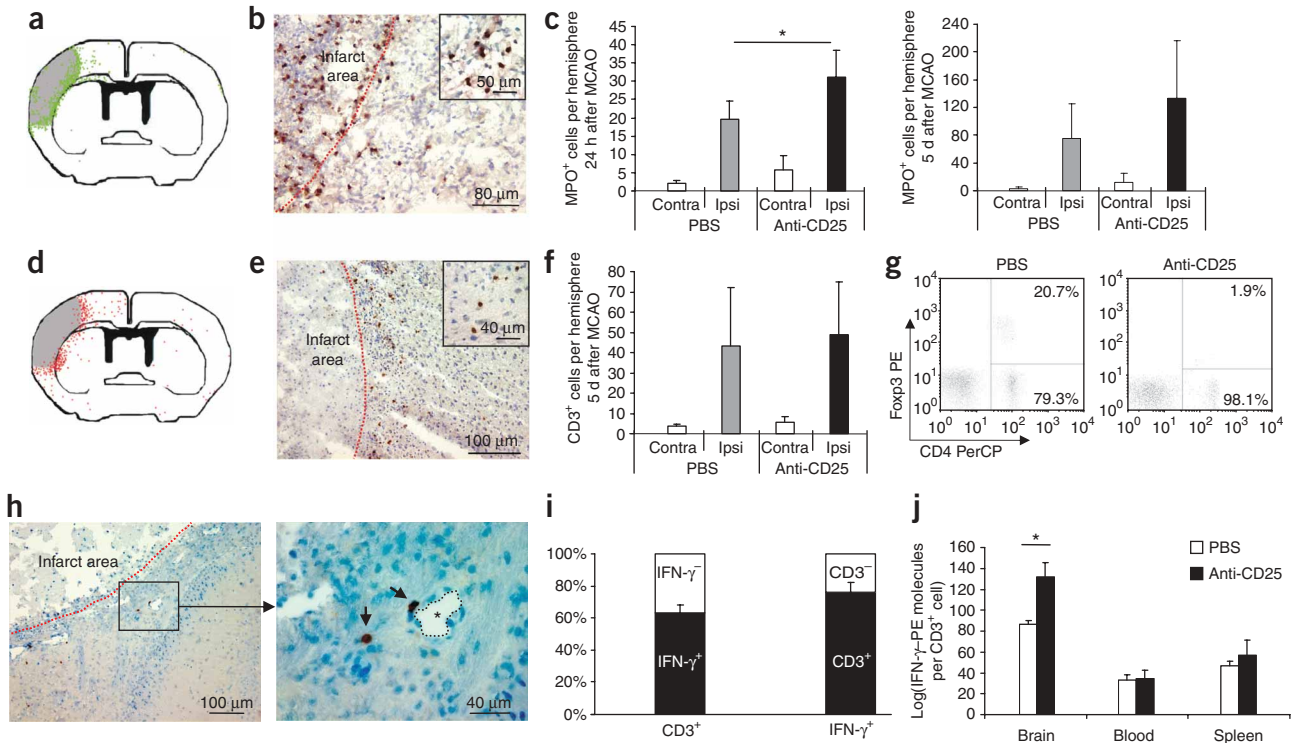 a
b
Infarct
area
50 µm
80 µm
c
MPO⁺ cells per hemisphere
24 h after MCAO
45
40
35
30
25
20
15
10
5
0
*
Contra Ipsi Contra Ipsi
PBS Anti-CD25
MPO⁺ cells per hemisphere
5 d after MCAO
240
200
160
120
80
40
0
Contra Ipsi Contra Ipsi
PBS Anti-CD25
d
e
Infarct
area
40 µm
100 µm
f
CD3⁺ cells per hemisphere
5 d after MCAO
80
70
60
50
40
30
20
10
0
Contra Ipsi Contra Ipsi
PBS Anti-CD25
g
PBS
Anti-CD25
Foxp3 PE
10⁴
10³
10²
10¹
10⁰
20.7%
79.3%
10⁰ 10¹ 10² 10³ 10⁴
10⁴
10³
10²
10¹
10⁰
1.9%
98.1%
10⁰ 10¹ 10² 10³ 10⁴
CD4 PerCP
h
Infarct area
100 µm
*
40 µm
i
100%
80%
60%
40%
20%
0%
IFN-γ⁻
IFN-γ⁺
CD3⁻
CD3⁺
CD3⁺ IFN-γ⁺
j
Log(IFN-γ–PE molecules
per CD3⁺ cell)
160
140
120
100
80
60
40
20
0
*
PBS
Anti-CD25
Brain Blood Spleen